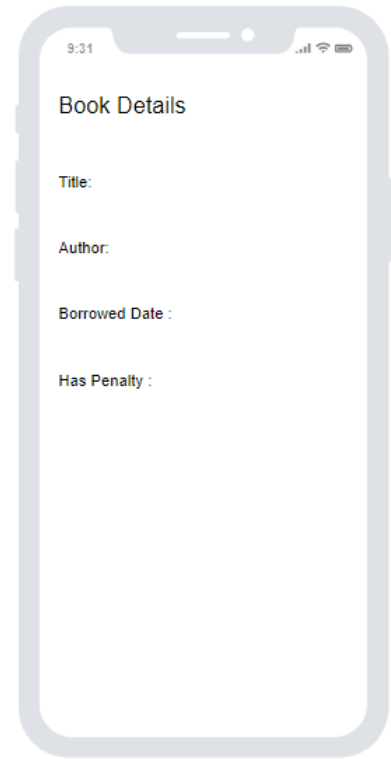 9:31
Book Details
Title:
Author:
Borrowed Date :
Has Penalty :